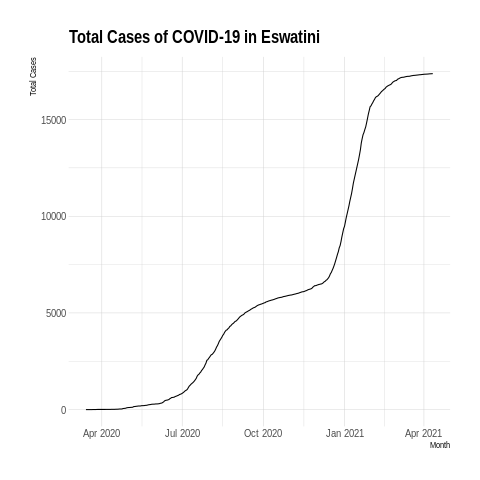 Total Cases of COVID-19 in Eswatini
Total Cases
15000
10000
5000
0
Apr 2020
Jul 2020
Oct 2020
Jan 2021
Apr 2021
Month